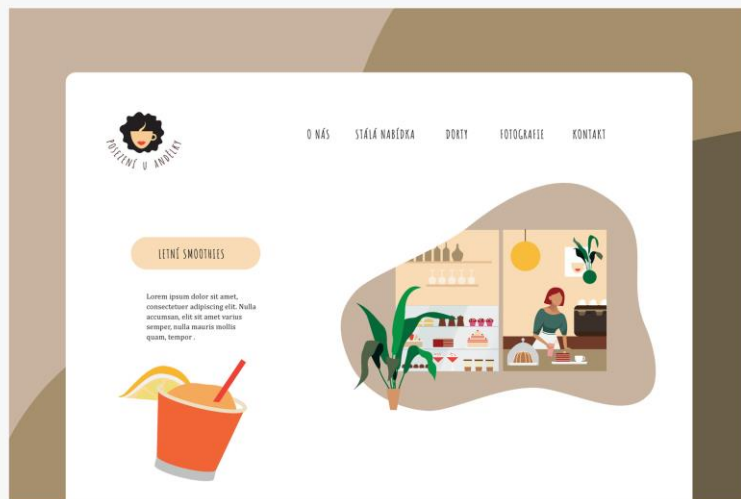 POSEZENÍ U ANDĚLKY
O NÁS
STÁLÁ NABÍDKA
DORTY
FOTOGRAFIE
KONTAKT
LETNÍ SMOOTHIES
Lorem ipsum dolor sit amet,
consectetuer adipiscing elit. Nulla
accumsan, elit sit amet varius
semper, nulla mauris mollis
quam, tempor .